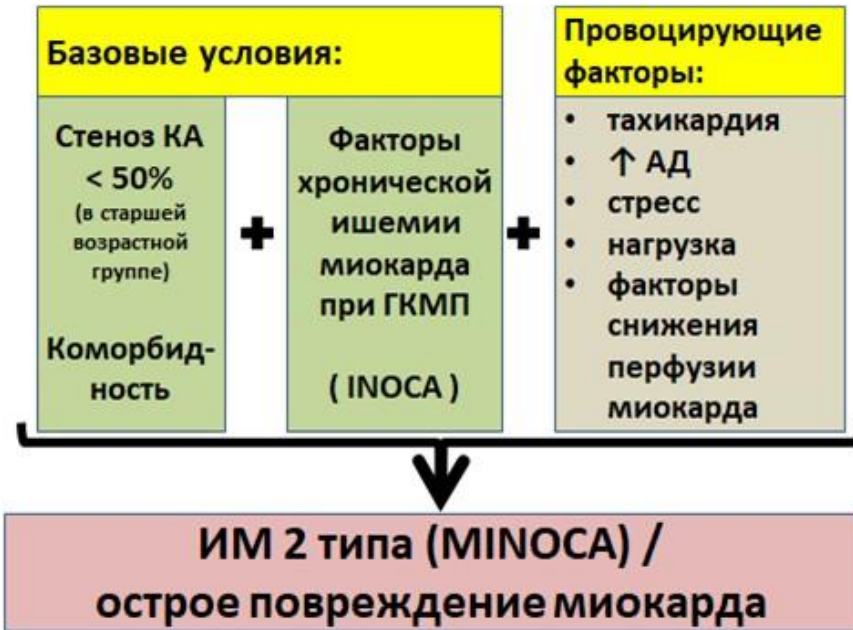 Базовые условия:
Стеноз КА
< 50%
(в старшей
возрастной
группе)
Коморбид-
ность
+
Факторы
хронической
ишемии
миокарда
при ГКМП
( INOCA )
+
Провоцирующие
факторы:
• тахикардия
• ↑ АД
• стресс
• нагрузка
• факторы
снижения
перфузии
миокарда
ИМ 2 типа (MINOCA) /
острое повреждение миокарда